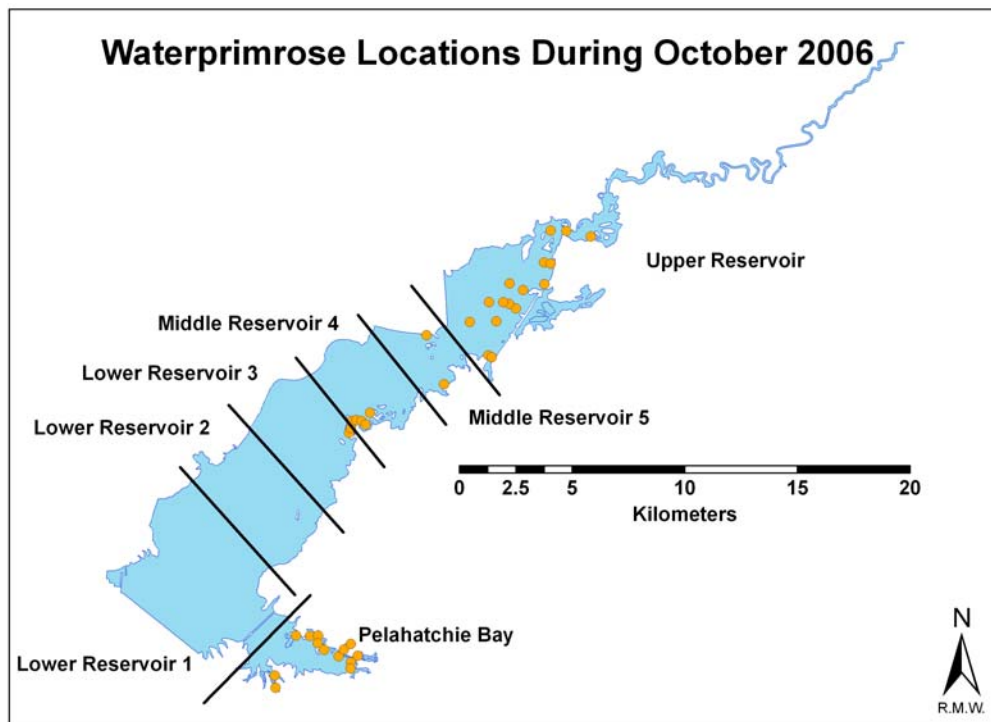 Waterprimrose Locations During October 2006
Upper Reservoir
Middle Reservoir 4
Lower Reservoir 3
Lower Reservoir 2
Middle Reservoir 5
0 2.5 5 10 15 20
Kilometers
Pelahatchie Bay
Lower Reservoir 1
N
R.M.W.